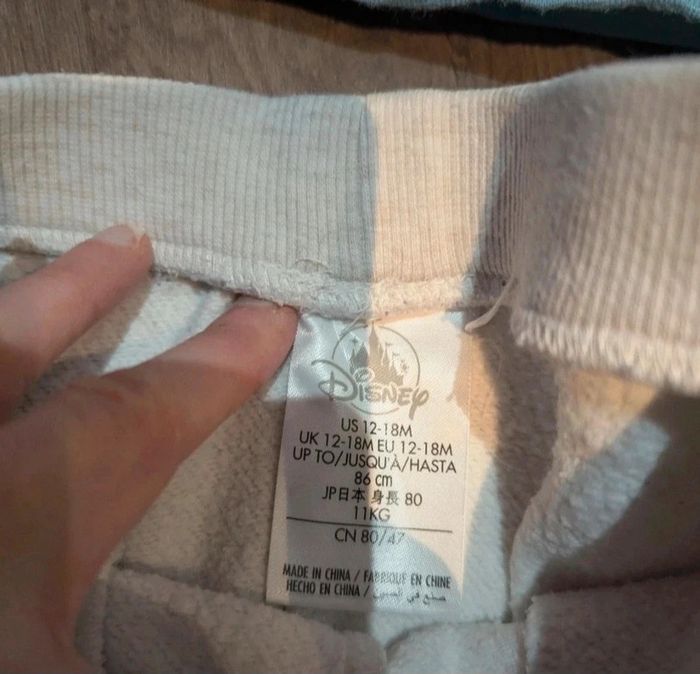 Disney
US 12-18M
UK 12-18M EU 12-18M
UP TO/JUSQU'À/HASTA
86 cm
JP日本 身長 80
11KG
CN 80/47
MADE IN CHINA / FABRIQUÉ EN CHINE
HECHO EN CHINA / صنع في الصين